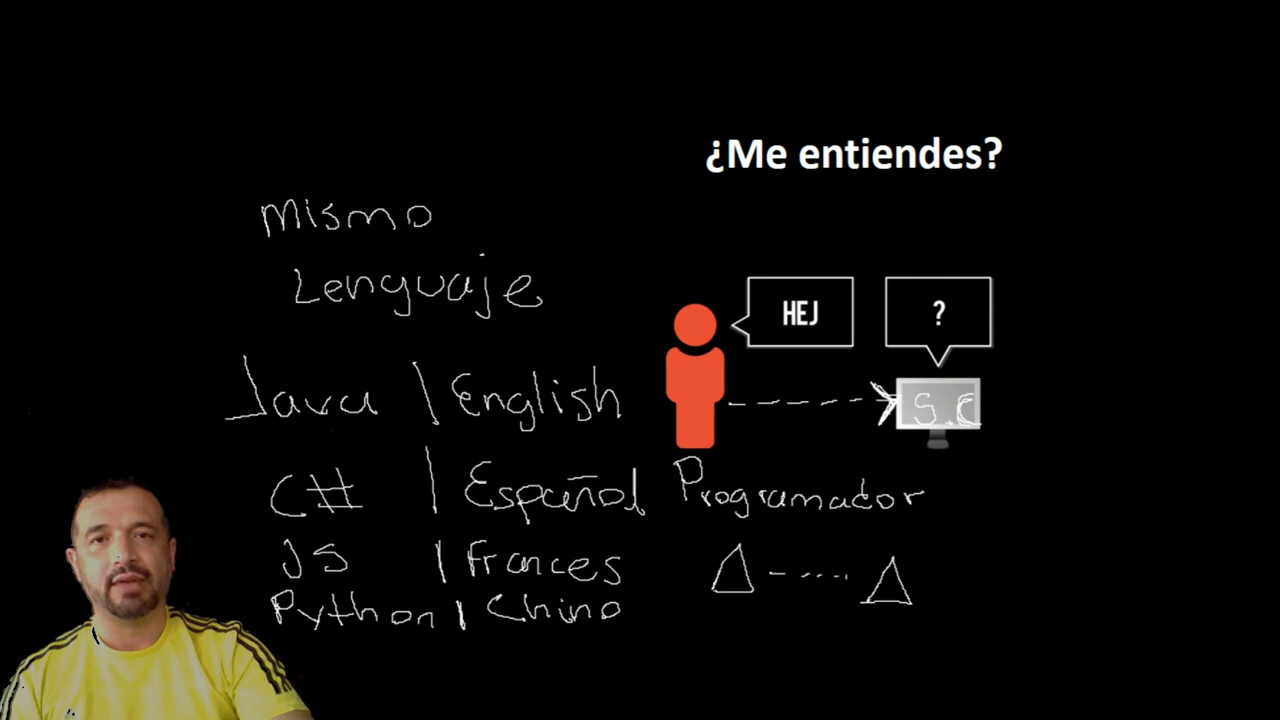 ¿Me entiendes?
Mismo
Lenguaje
HEJ
?
Java | English
S.C
C# | Español
Programador
JS | Frances
Python | Chino